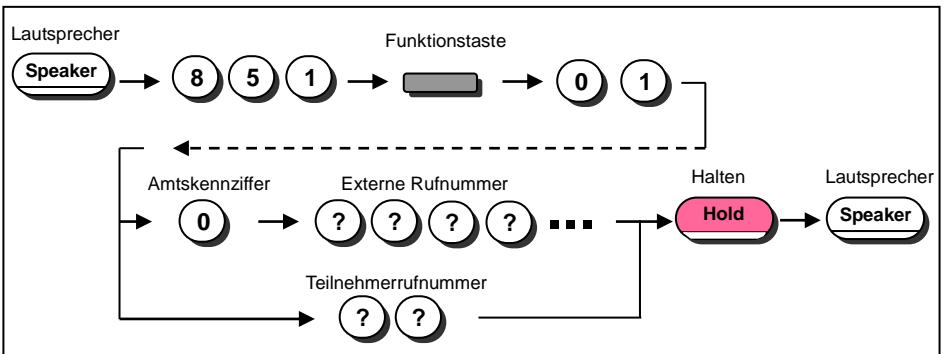 Lautsprecher
Funktionstaste
Speaker 8 5 1 0 1
Amtskennziffer Externe Rufnummer Halten Lautsprecher
0 ? ? ? ? Hold Speaker
Teilnehmerrufnummer
? ?